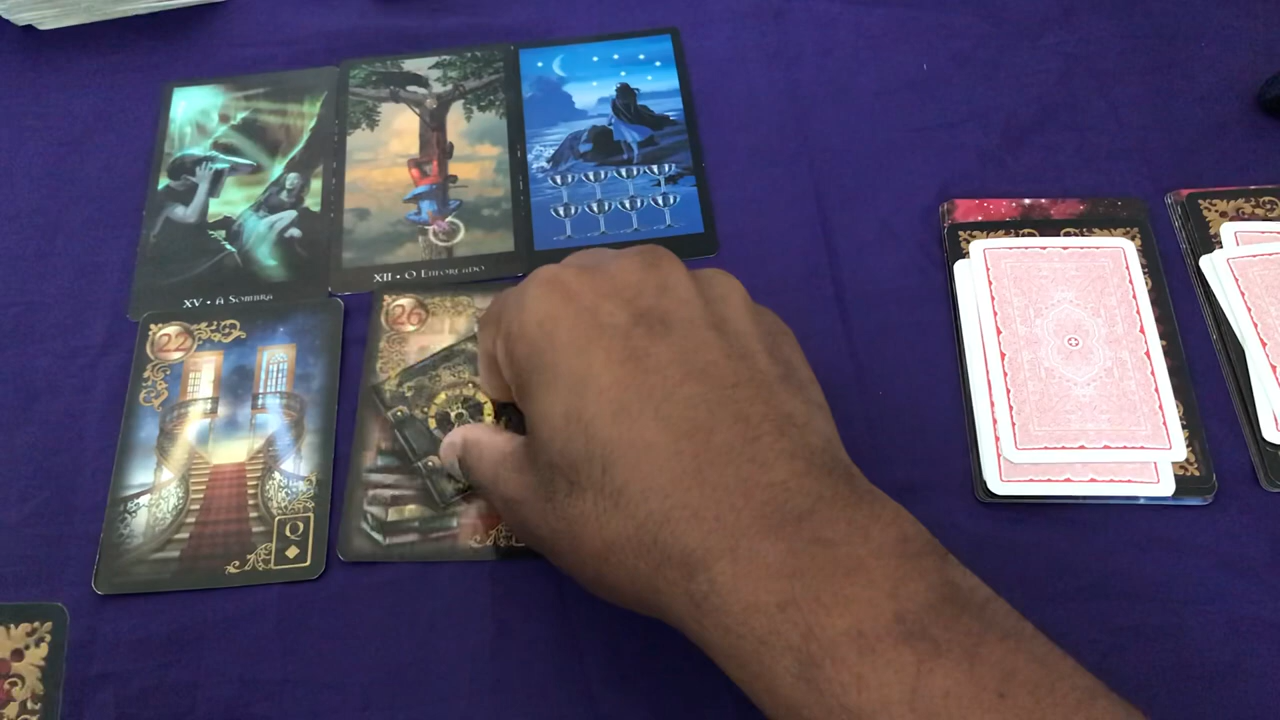 XV • A SOMBRA
XII • O ENFORCADO
22
26
Q